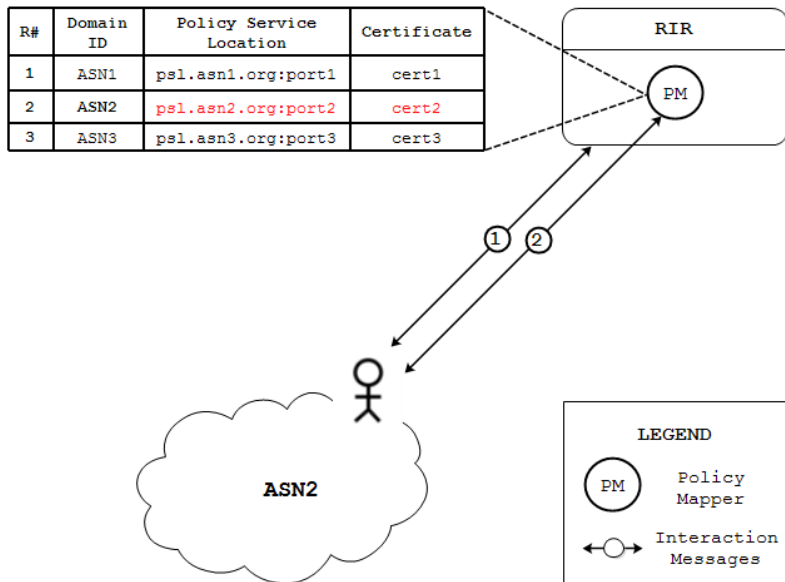 R# Domain ID Policy Service Location Certificate
1 ASN1 psl.asn1.org:port1 cert1
2 ASN2 psl.asn2.org:port2 cert2
3 ASN3 psl.asn3.org:port3 cert3
RIR
PM
1
2
ASN2
LEGEND
PM
Policy
Mapper
Interaction
Messages